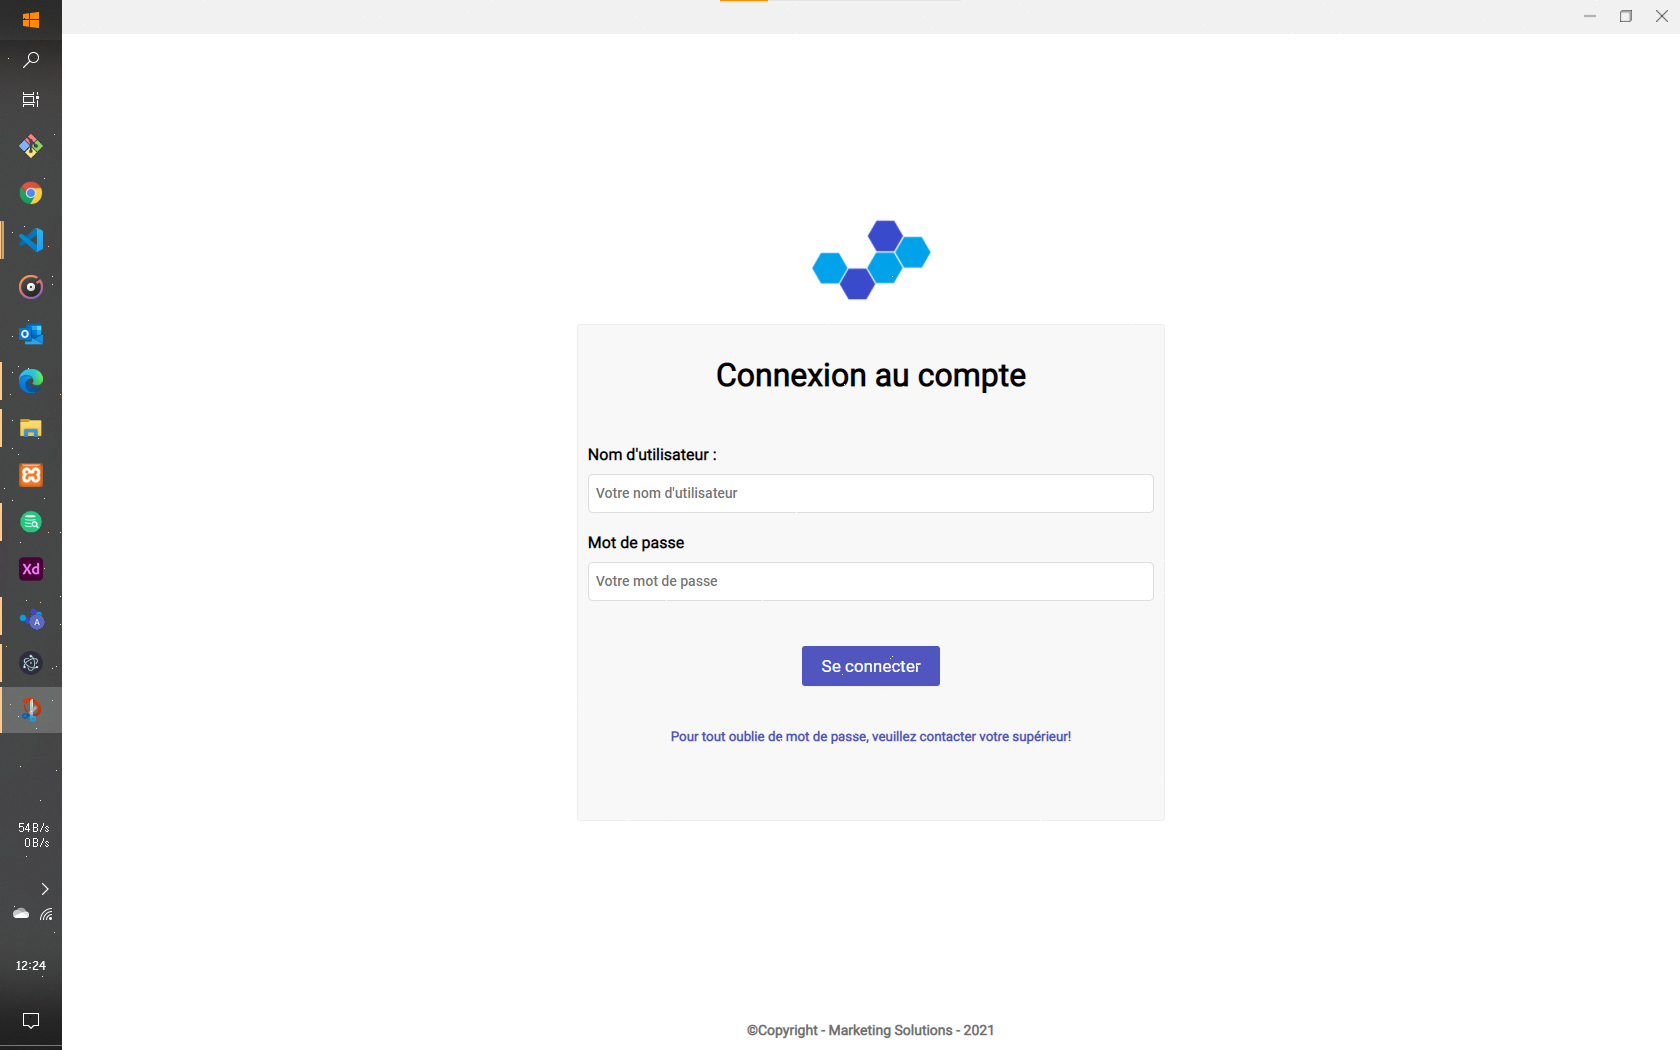 Connexion au compte
Nom d'utilisateur :
Votre nom d'utilisateur
Mot de passe
Votre mot de passe
Se connecter
Pour tout oublie de mot de passe, veuillez contacter votre supérieur!
©Copyright - Marketing Solutions - 2021
Xd
A
54 B/s
0 B/s
12:24